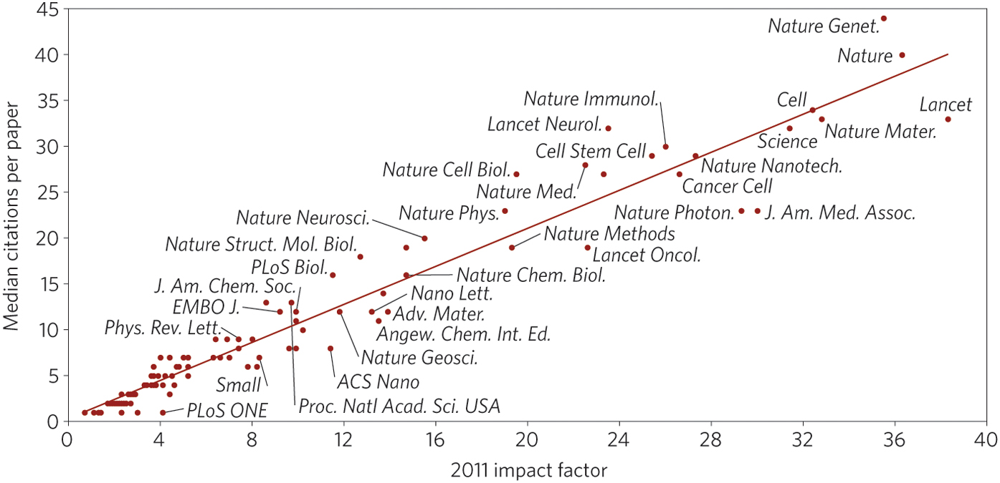 45
Nature Genet.
40
Nature
35
Nature Immunol.
Cell
Lancet
Lancet Neurol.
Nature Mater.
30
Cell Stem Cell
Science
Nature Cell Biol.
Nature Nanotech.
25
Nature Med.
Cancer Cell
Nature Neurosci.
Nature Phys.
Nature Photon.
J. Am. Med. Assoc.
20
Nature Struct. Mol. Biol.
Nature Methods
Lancet Oncol.
PLoS Biol.
Nature Chem. Biol.
15
J. Am. Chem. Soc.
Nano Lett.
EMBO J.
Adv. Mater.
10
Phys. Rev. Lett.
Angew. Chem. Int. Ed.
Nature Geosci.
5
Small
ACS Nano
PLoS ONE
Proc. Natl Acad. Sci. USA
0
Median citations per paper
0 4 8 12 16 20 24 28 32 36 40
2011 impact factor